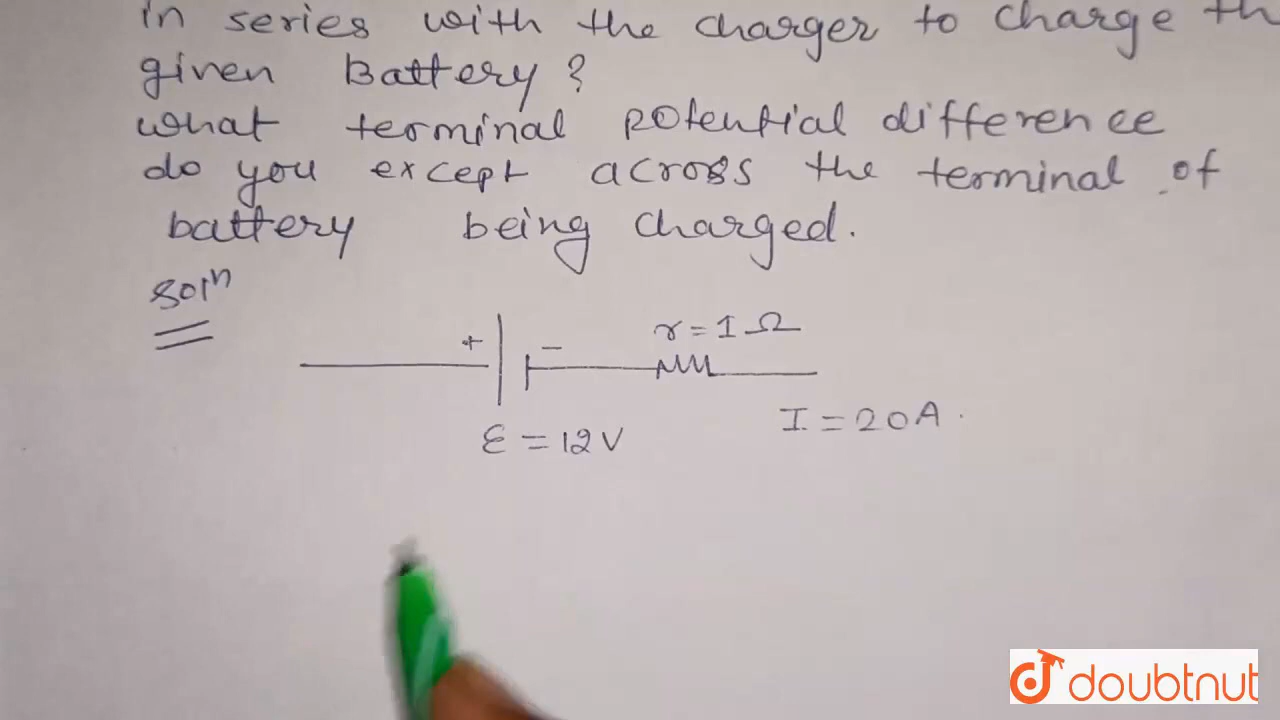 in series with the charger to charge th
given Battery?
what terminal potential difference
do you except across the terminal of
battery being charged.
Solⁿ
+ − r = 1 Ω
ε = 12V
I = 20A.
doubtnut